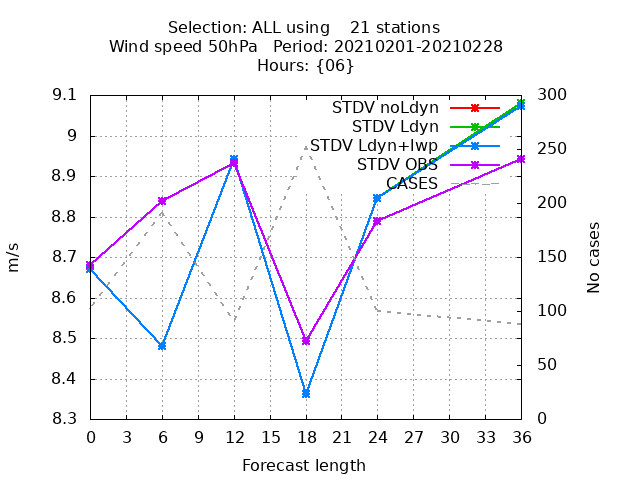 Selection: ALL using    21 stations
Wind speed 50hPa   Period: 20210201-20210228
Hours: {06}
STDV noLdyn
STDV Ldyn
STDV Ldyn+lwp
STDV OBS
CASES
9.1
9
8.9
8.8
8.7
8.6
8.5
8.4
8.3
m/s
300
250
200
150
100
50
0
No cases
0 3 6 9 12 15 18 21 24 27 30 33 36
Forecast length